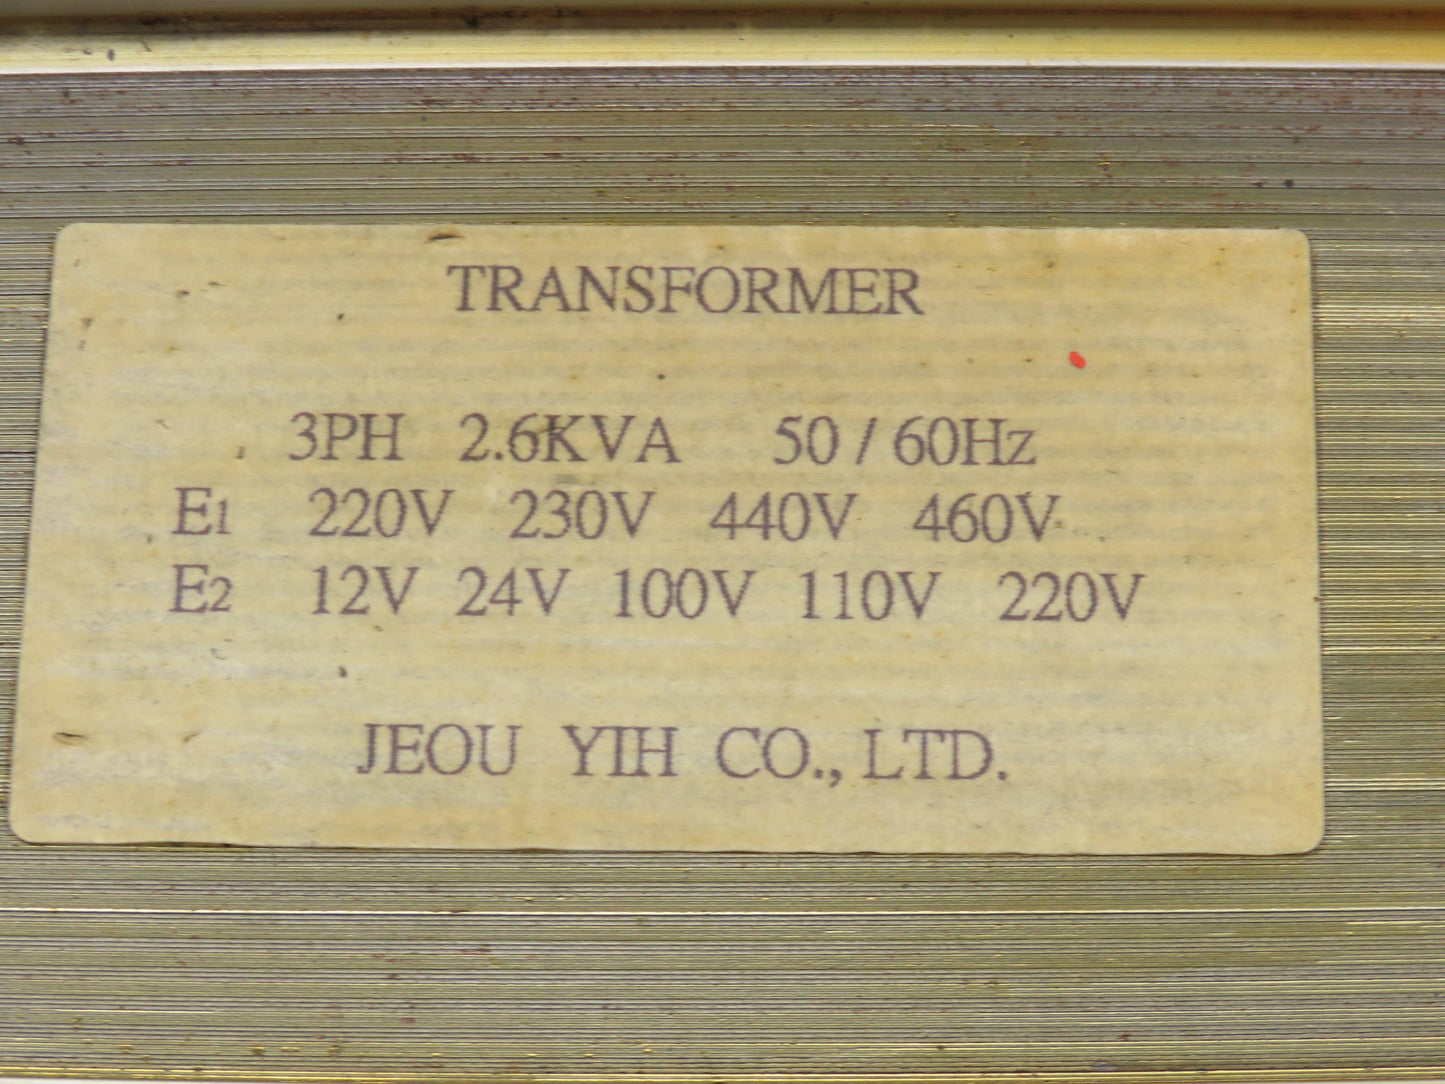 TRANSFORMER
3PH 2.6KVA 50 / 60Hz
E1 220V 230V 440V 460V
E2 12V 24V 100V 110V 220V
JEOU YIH CO., LTD.